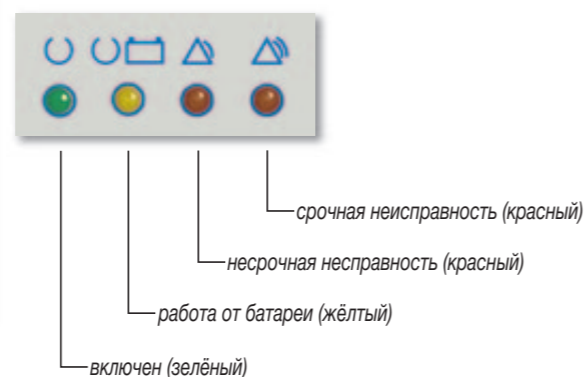 срочная неисправность (красный)
несрочная несправность (красный)
работа от батареи (жёлтый)
включен (зелёный)